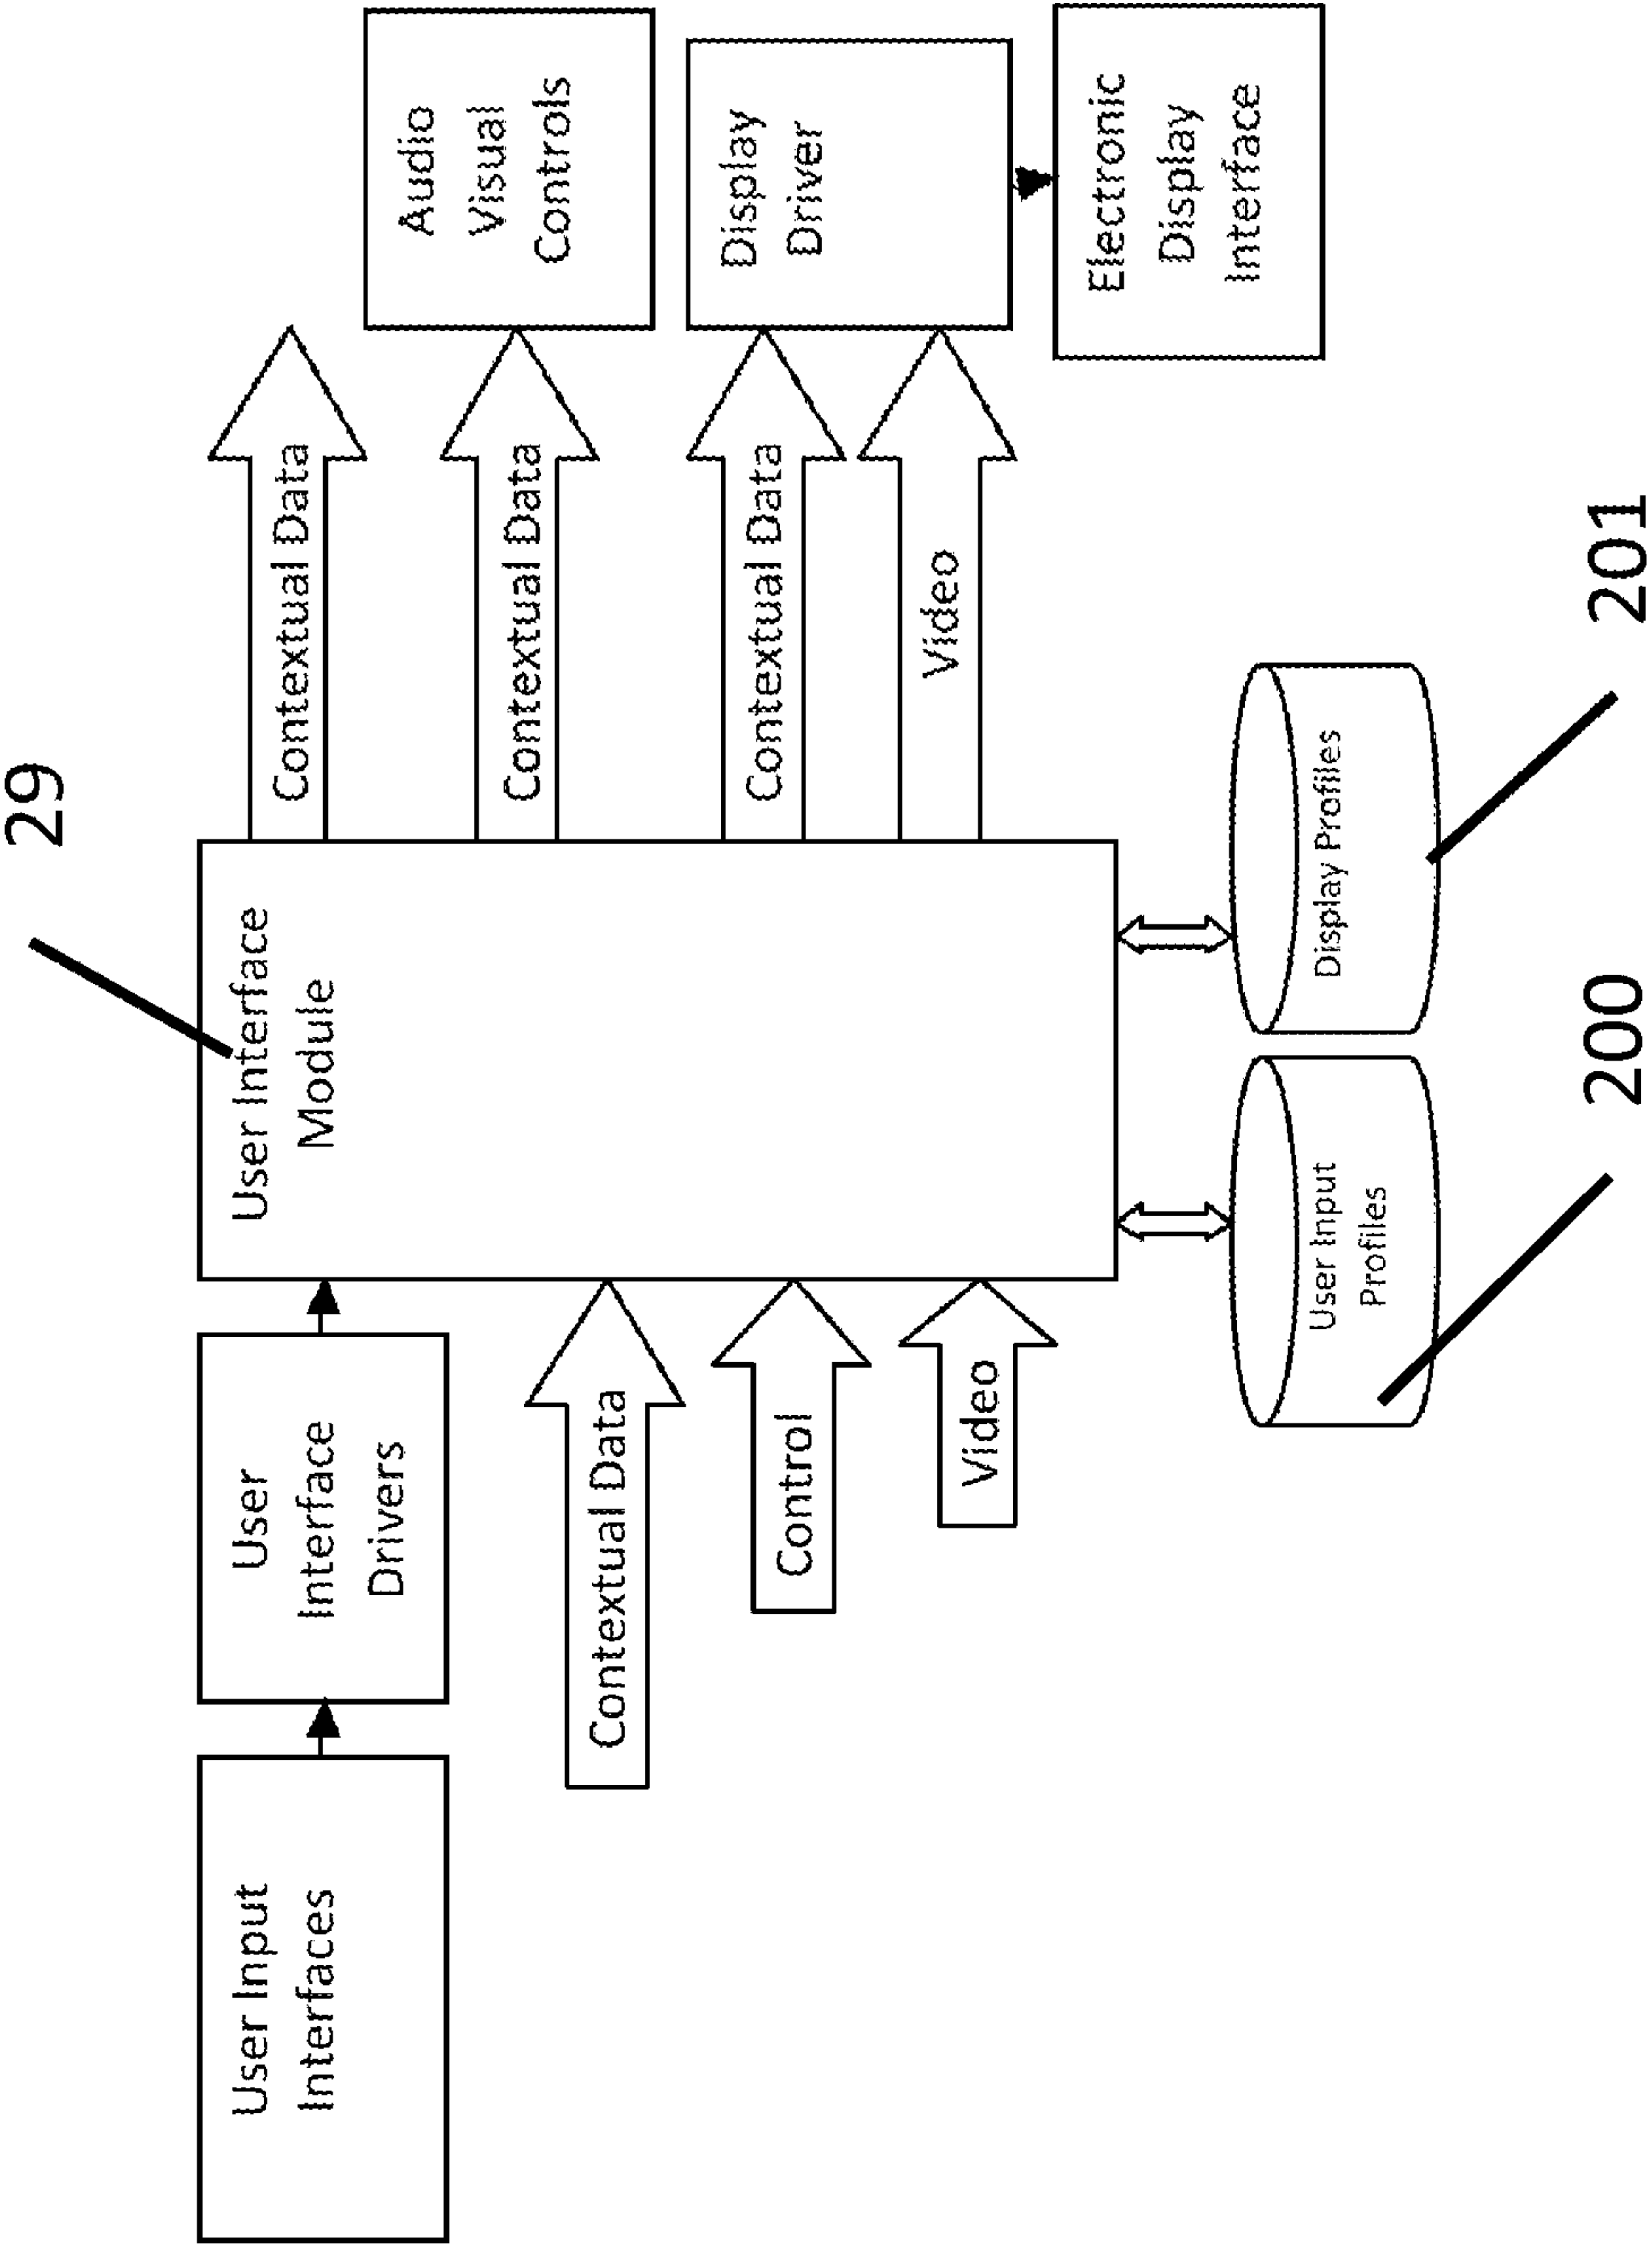 29
User Input
Interfaces
User
Interface
Drivers
User Interface
Module
Contextual Data
Control
Video
Contextual Data
Contextual Data
Contextual Data
Video
Audio
Visual
Controls
Display
Driver
Electronic
Display
Interface
User Input
Profiles
Display Profiles
200
201